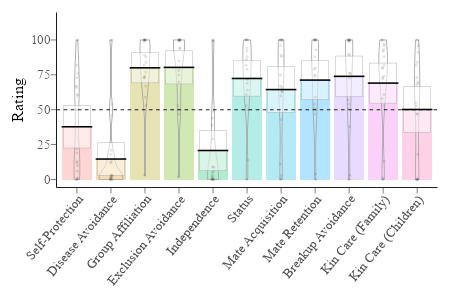 100
75
50
25
0
Rating
Self-Protection
Disease Avoidance
Group Affiliation
Exclusion Avoidance
Independence
Status
Mate Acquisition
Mate Retention
Breakup Avoidance
Kin Care (Family)
Kin Care (Children)